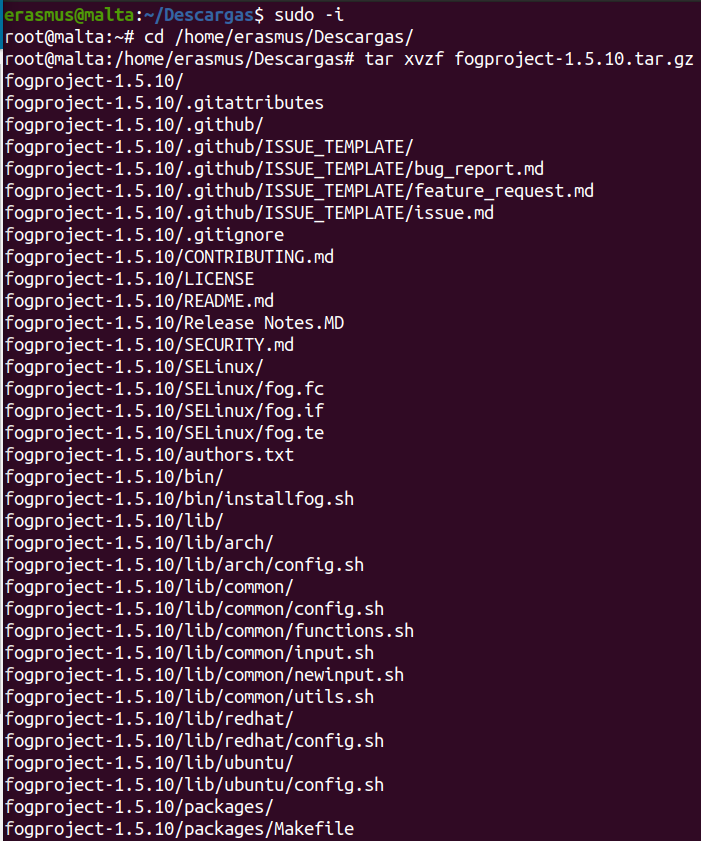 erasmus@malta:~/Descargas$ sudo -i
root@malta:~# cd /home/erasmus/Descargas/
root@malta:/home/erasmus/Descargas# tar xvzf fogproject-1.5.10.tar.gz
fogproject-1.5.10/
fogproject-1.5.10/.gitattributes
fogproject-1.5.10/.github/
fogproject-1.5.10/.github/ISSUE_TEMPLATE/
fogproject-1.5.10/.github/ISSUE_TEMPLATE/bug_report.md
fogproject-1.5.10/.github/ISSUE_TEMPLATE/feature_request.md
fogproject-1.5.10/.github/ISSUE_TEMPLATE/issue.md
fogproject-1.5.10/.gitignore
fogproject-1.5.10/CONTRIBUTING.md
fogproject-1.5.10/LICENSE
fogproject-1.5.10/README.md
fogproject-1.5.10/Release Notes.MD
fogproject-1.5.10/SECURITY.md
fogproject-1.5.10/SELinux/
fogproject-1.5.10/SELinux/fog.fc
fogproject-1.5.10/SELinux/fog.if
fogproject-1.5.10/SELinux/fog.te
fogproject-1.5.10/authors.txt
fogproject-1.5.10/bin/
fogproject-1.5.10/bin/installfog.sh
fogproject-1.5.10/lib/
fogproject-1.5.10/lib/arch/
fogproject-1.5.10/lib/arch/config.sh
fogproject-1.5.10/lib/common/
fogproject-1.5.10/lib/common/config.sh
fogproject-1.5.10/lib/common/functions.sh
fogproject-1.5.10/lib/common/input.sh
fogproject-1.5.10/lib/common/newinput.sh
fogproject-1.5.10/lib/common/utils.sh
fogproject-1.5.10/lib/redhat/
fogproject-1.5.10/lib/redhat/config.sh
fogproject-1.5.10/lib/ubuntu/
fogproject-1.5.10/lib/ubuntu/config.sh
fogproject-1.5.10/packages/
fogproject-1.5.10/packages/Makefile